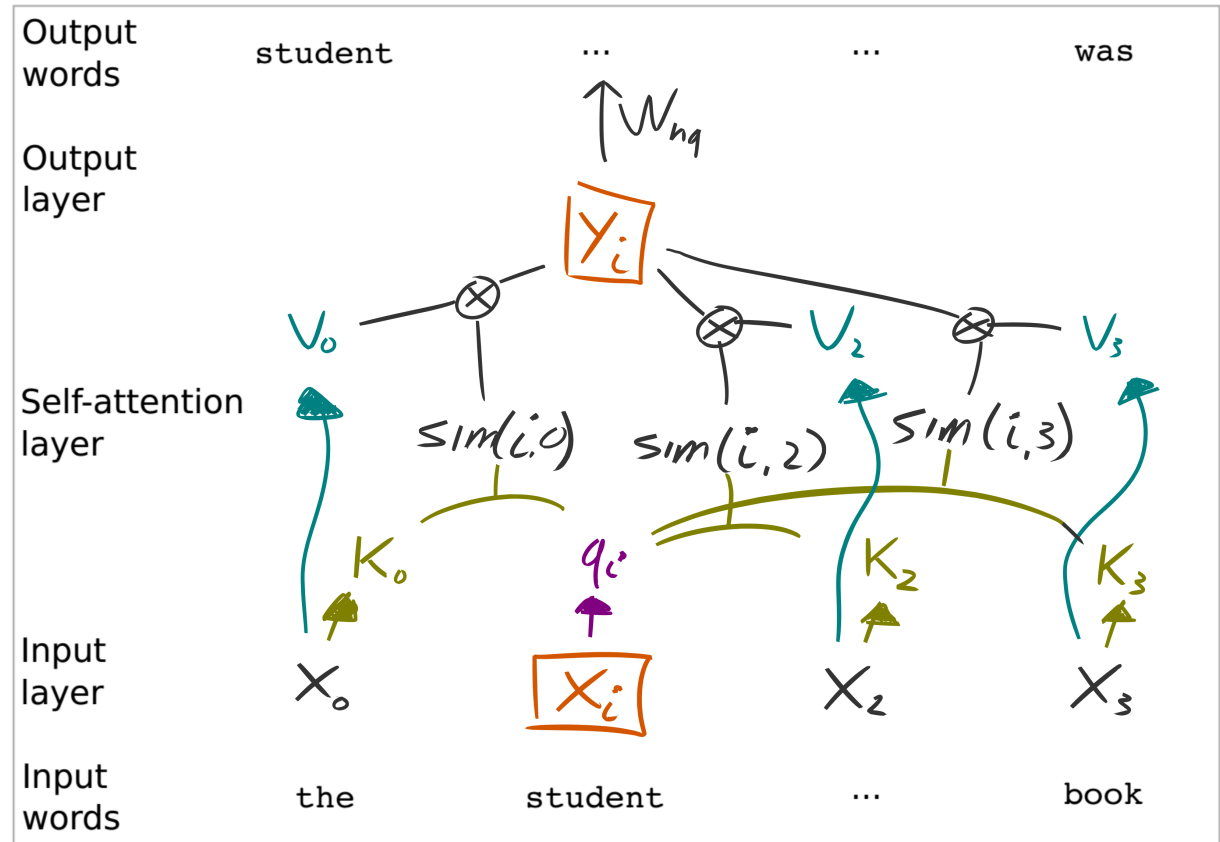 Output words
student ... ... was
W_nq
Output layer
Y_i
V_0 V_2 V_3
Self-attention layer
sim(i,0) sim(i,2) sim(i,3)
K_0 q_i K_2 K_3
Input layer
X_0 X_i X_2 X_3
Input words
the student ... book